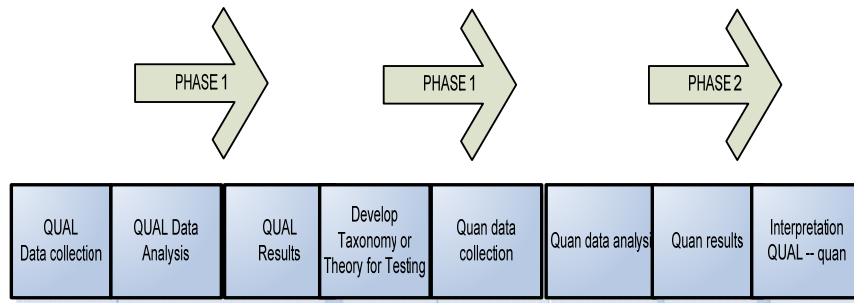 PHASE 1
PHASE 1
PHASE 2
QUAL
Data collection
QUAL Data
Analysis
QUAL
Results
Develop
Taxonomy or
Theory for Testing
Quan data
collection
Quan data analysi
Quan results
Interpretation
QUAL -- quan